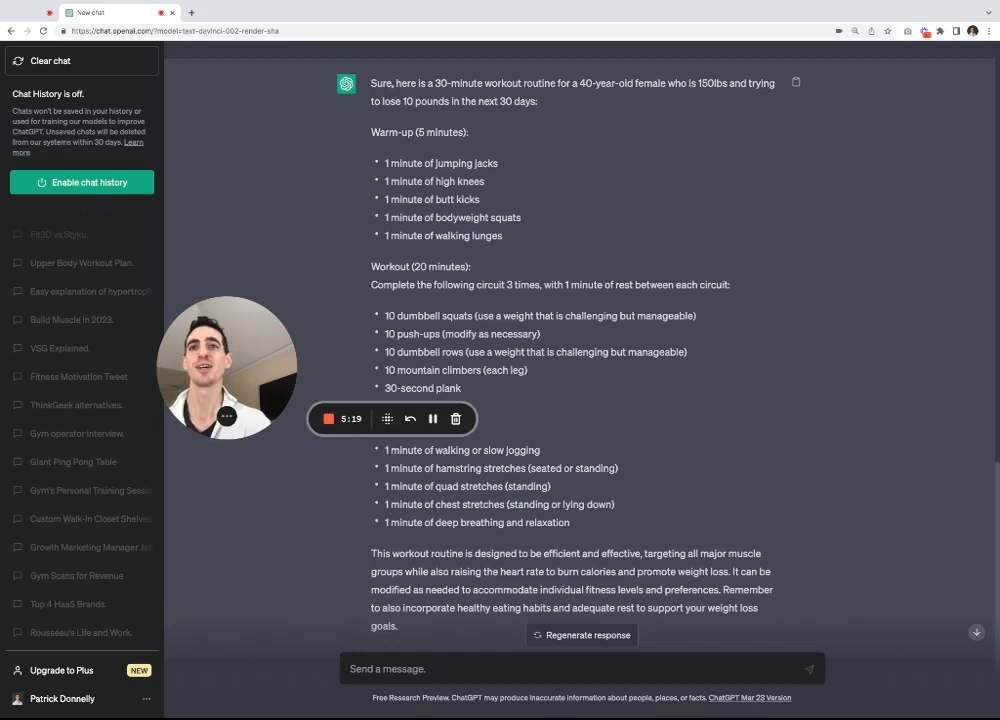 New chat
https://chat.openai.com/?model=text-davinci-002-render-sha
Clear chat
Chat History is off.
Chats won't be saved in your history or
used for training our models to improve
ChatGPT. Unsaved chats will be deleted
from our systems within 30 days. Learn
more
Enable chat history
Fit3D vs Styku.
Upper Body Workout Plan.
Easy explanation of hypertroph
Build Muscle in 2023.
VSG Explained.
Fitness Motivation Tweet
ThinkGeek alternatives.
Gym operator interview.
Giant Ping Pong Table
Gym's Personal Training Sessio
Custom Walk-In Closet Shelves
Growth Marketing Manager Job
Gym Scans for Revenue
Top 4 HaaS Brands.
Rousseau's Life and Work.
Upgrade to Plus
NEW
Patrick Donnelly
Sure, here is a 30-minute workout routine for a 40-year-old female who is 150lbs and trying
to lose 10 pounds in the next 30 days:
Warm-up (5 minutes):
• 1 minute of jumping jacks
• 1 minute of high knees
• 1 minute of butt kicks
• 1 minute of bodyweight squats
• 1 minute of walking lunges
Workout (20 minutes):
Complete the following circuit 3 times, with 1 minute of rest between each circuit:
• 10 dumbbell squats (use a weight that is challenging but manageable)
• 10 push-ups (modify as necessary)
• 10 dumbbell rows (use a weight that is challenging but manageable)
• 10 mountain climbers (each leg)
• 30-second plank
5:19
• 1 minute of walking or slow jogging
• 1 minute of hamstring stretches (seated or standing)
• 1 minute of quad stretches (standing)
• 1 minute of chest stretches (standing or lying down)
• 1 minute of deep breathing and relaxation
This workout routine is designed to be efficient and effective, targeting all major muscle
groups while also raising the heart rate to burn calories and promote weight loss. It can be
modified as needed to accommodate individual fitness levels and preferences. Remember
to also incorporate healthy eating habits and adequate rest to support your weight loss
goals.
Regenerate response
Send a message.
Free Research Preview. ChatGPT may produce inaccurate information about people, places, or facts. ChatGPT Mar 23 Version